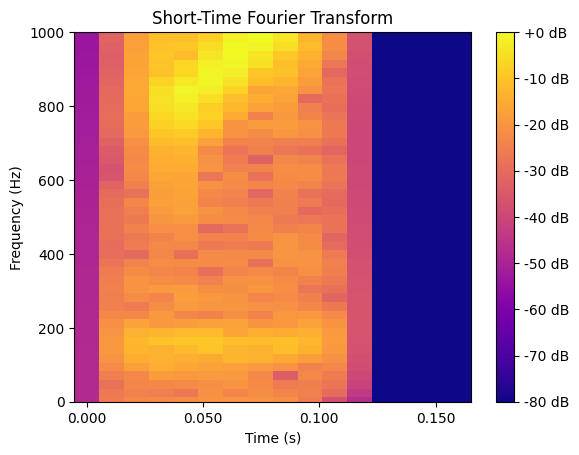 Short-Time Fourier Transform
1000
800
600
400
200
0
Frequency (Hz)
0.000
0.050
0.100
0.150
Time (s)
+0 dB
-10 dB
-20 dB
-30 dB
-40 dB
-50 dB
-60 dB
-70 dB
-80 dB